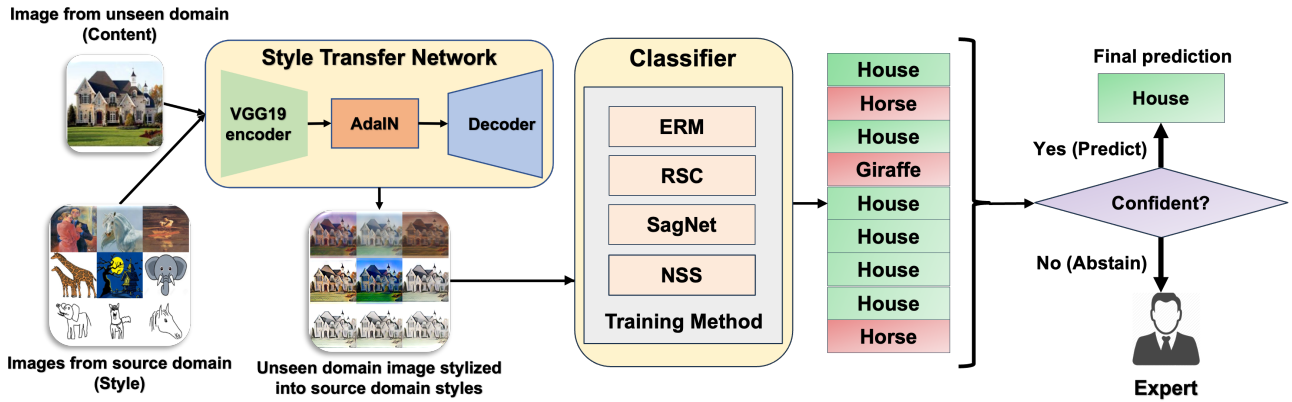 Image from unseen domain
(Content)
Style Transfer Network
VGG19
encoder
AdaIN
Decoder
Images from source domain
(Style)
Unseen domain image stylized
into source domain styles
Classifier
ERM
RSC
SagNet
NSS
Training Method
House
Horse
House
Giraffe
House
House
House
House
Horse
Final prediction
House
Yes (Predict)
Confident?
No (Abstain)
Expert